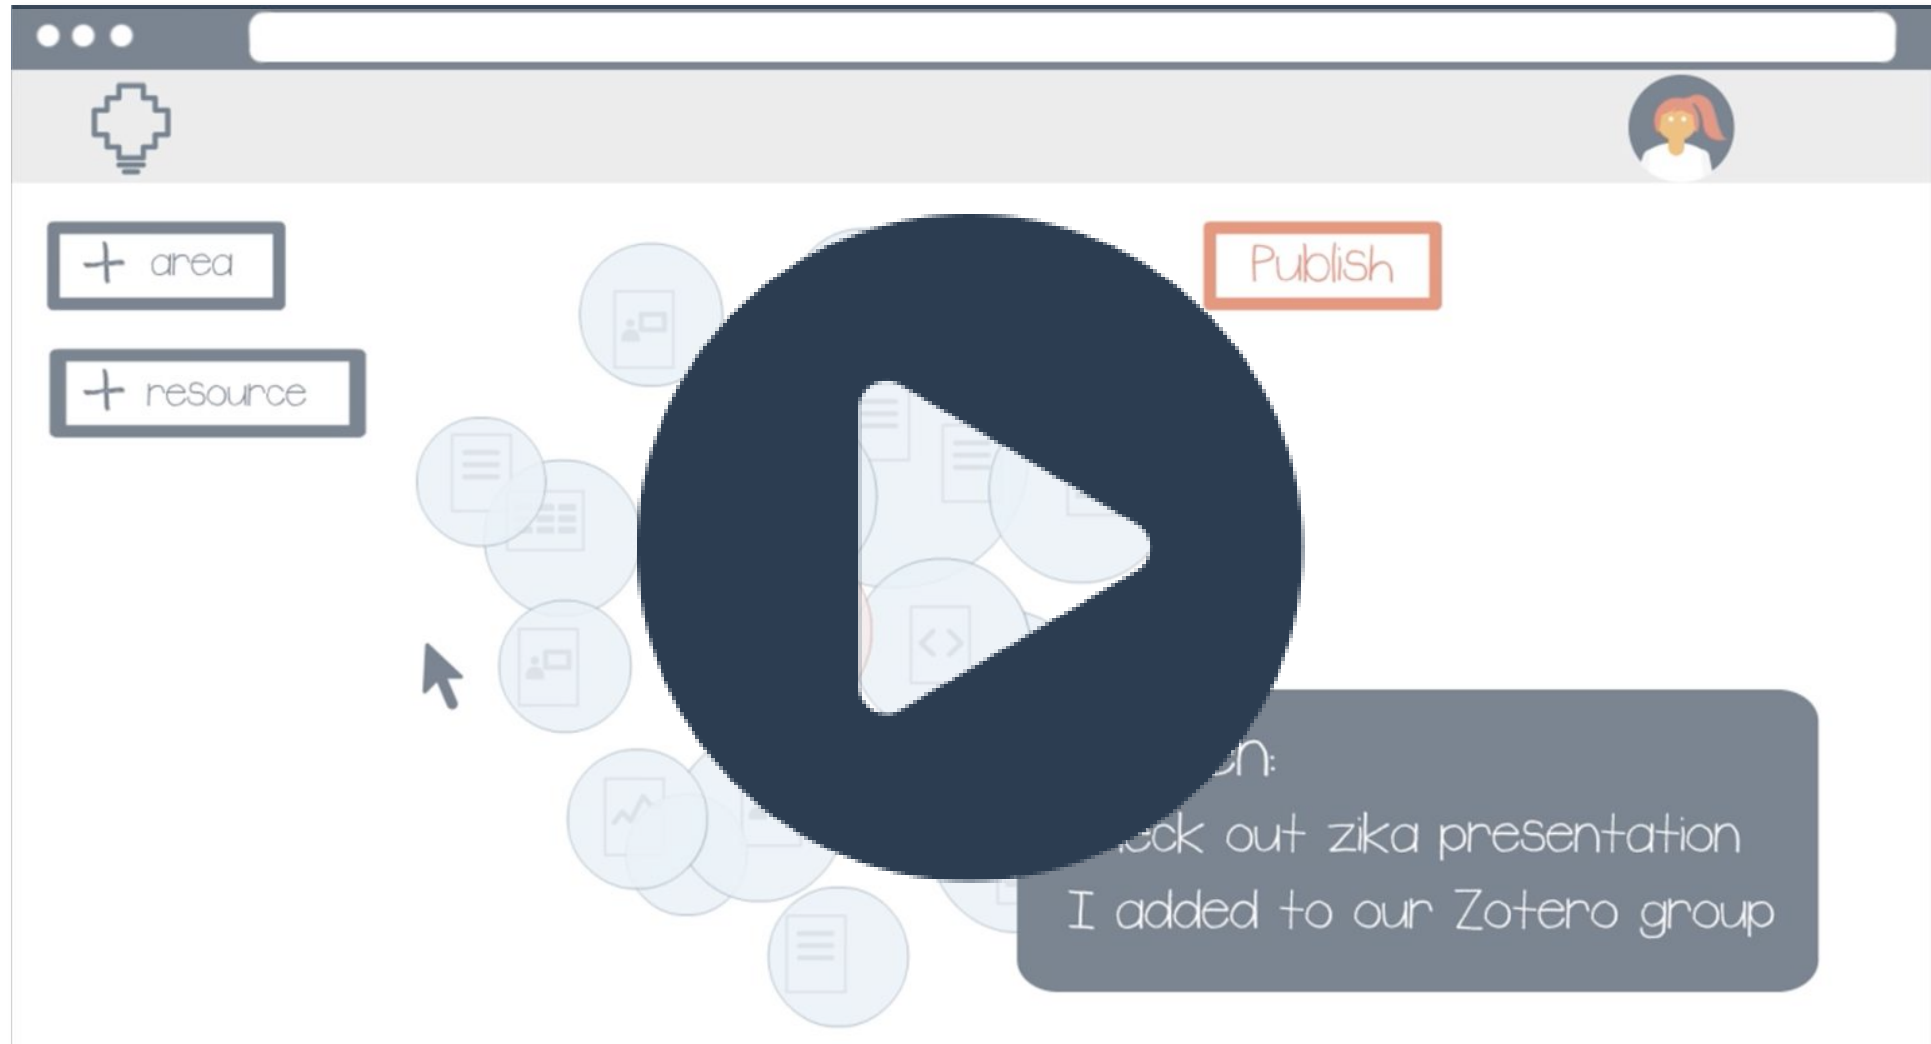 + area
Publish
+ resource
out zika presentation
I added to our Zotero group